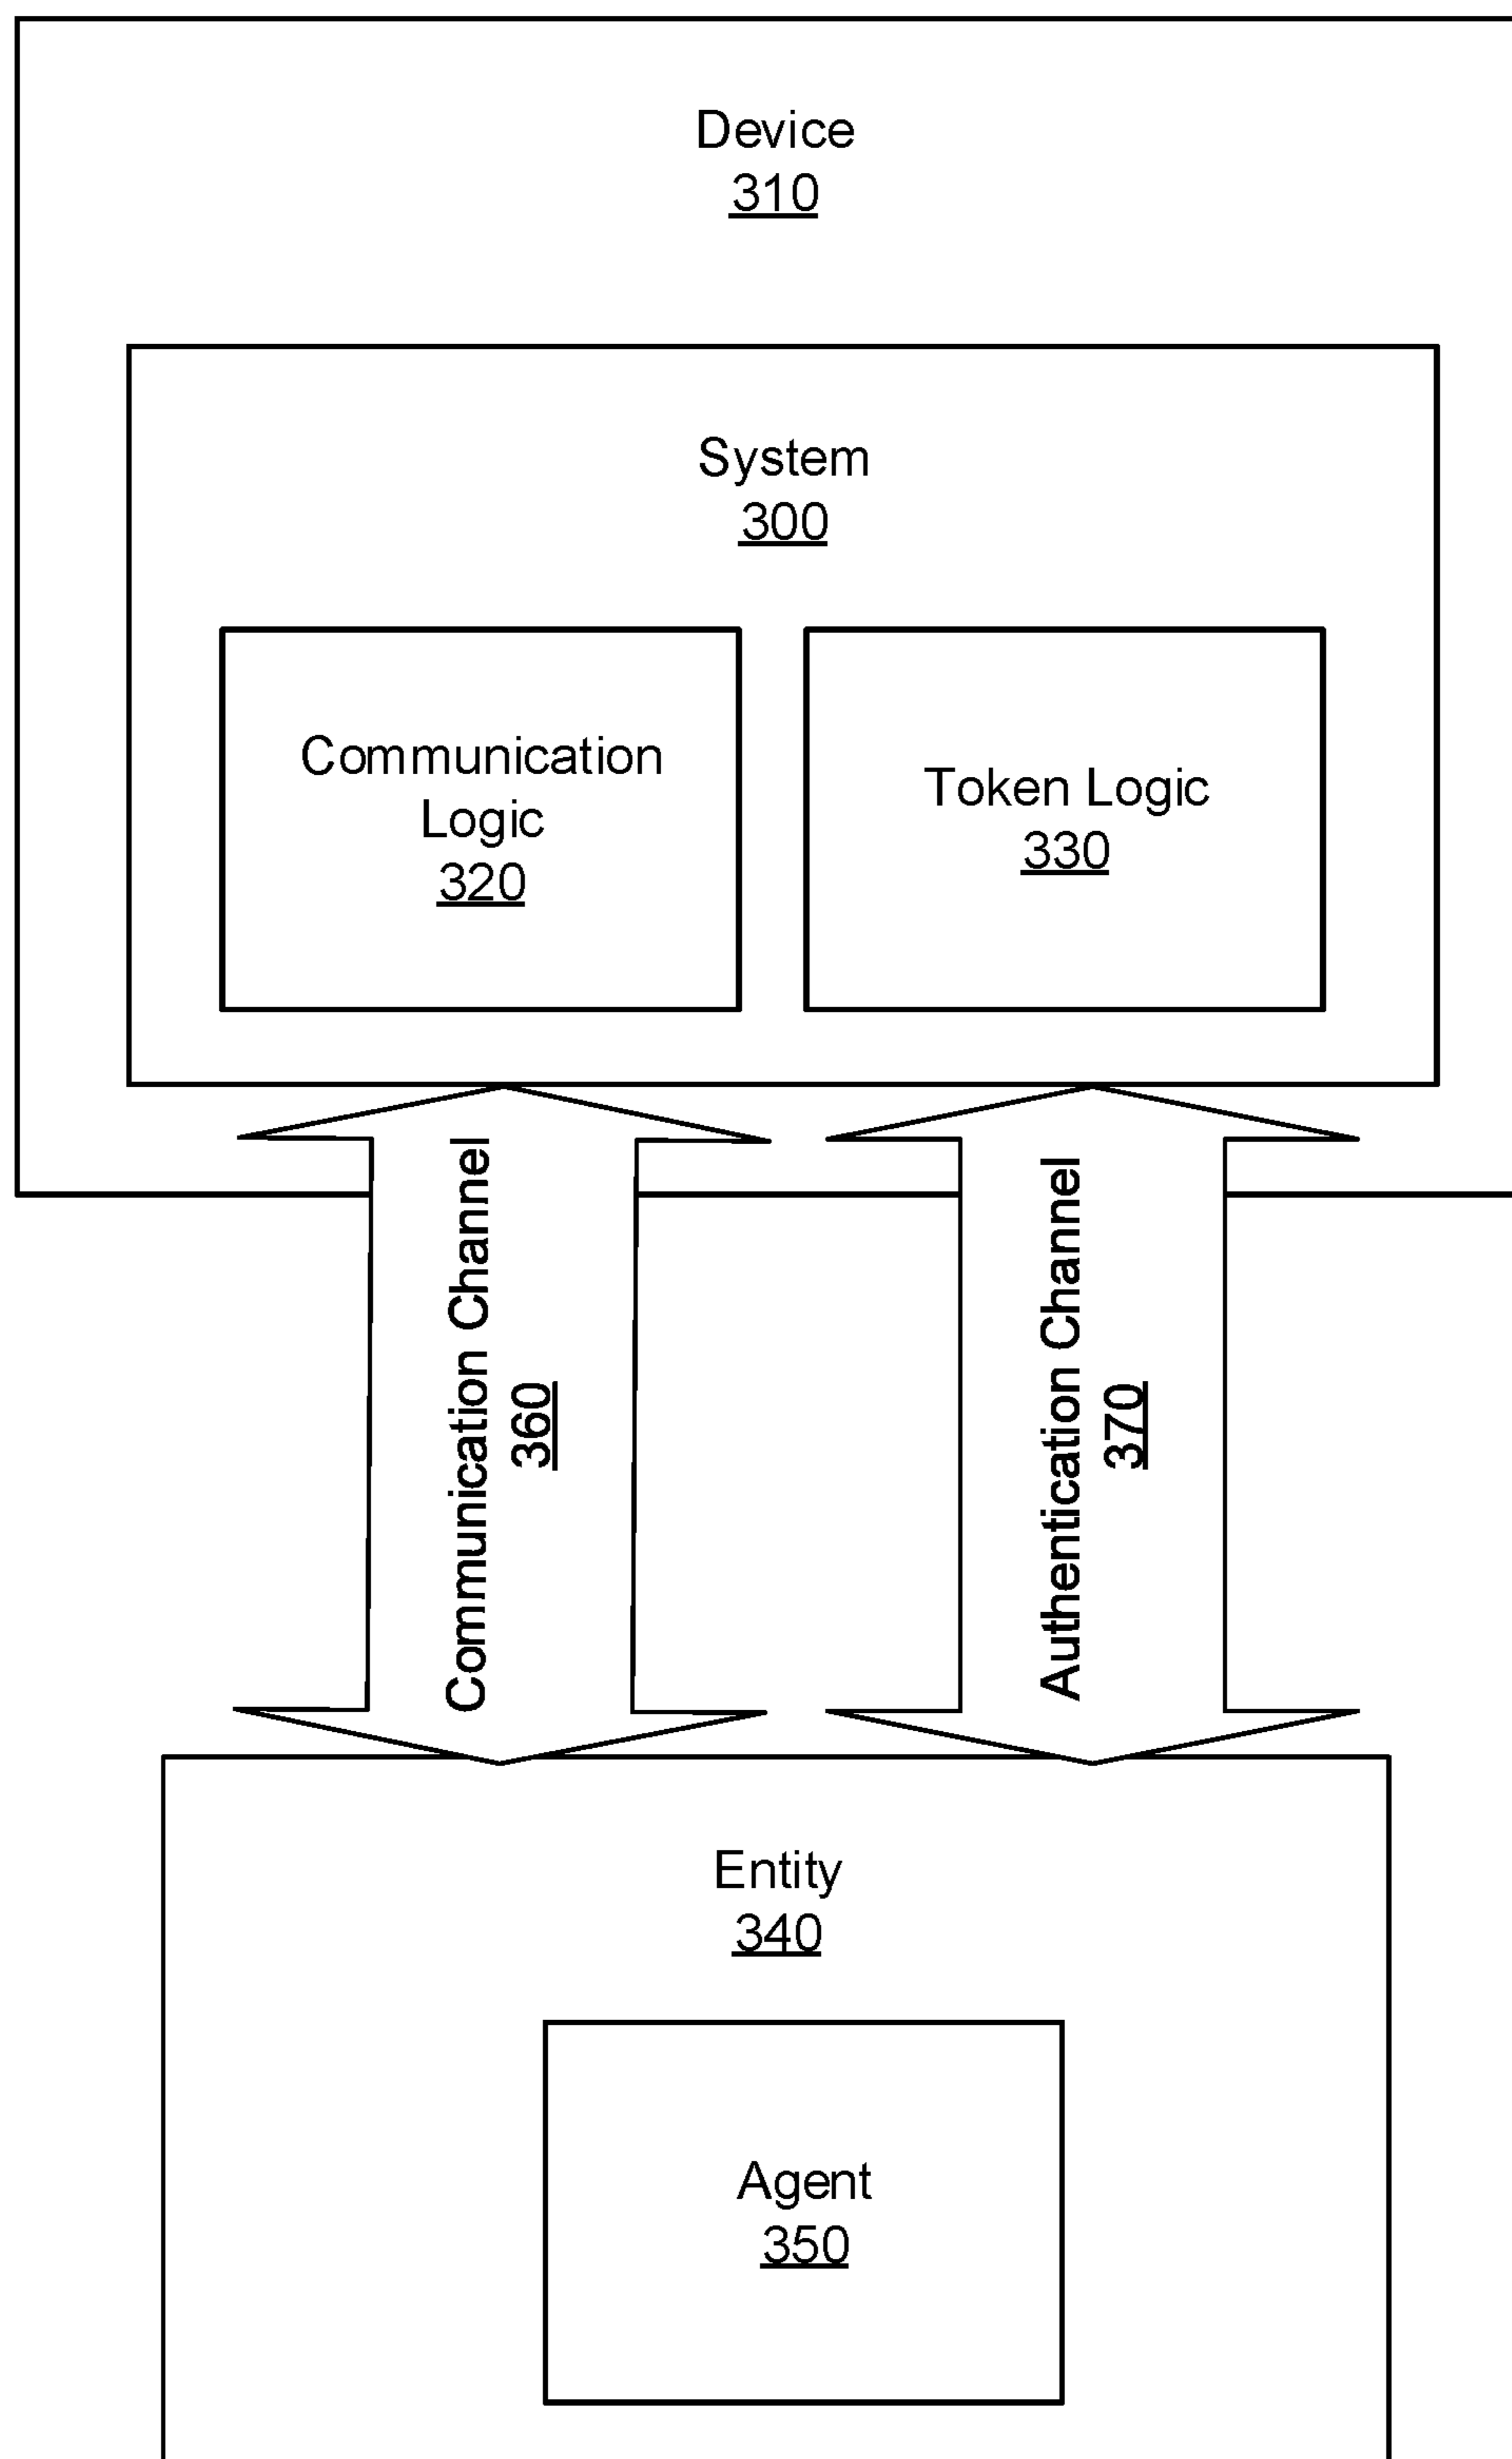 Device
310
System
300
Communication
Logic
320
Token Logic
330
Communication Channel
360
Authentication Channel
370
Entity
340
Agent
350